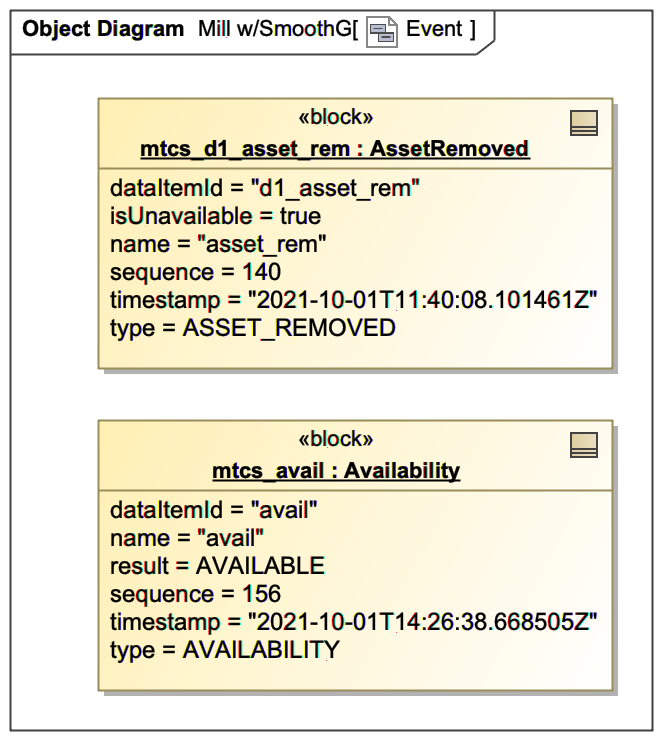 Object Diagram Mill w/SmoothG[ Event ]
«block»
mtcs_d1_asset_rem : AssetRemoved
dataItemId = "d1_asset_rem"
isUnavailable = true
name = "asset_rem"
sequence = 140
timestamp = "2021-10-01T11:40:08.101461Z"
type = ASSET_REMOVED
«block»
mtcs_avail : Availability
dataItemId = "avail"
name = "avail"
result = AVAILABLE
sequence = 156
timestamp = "2021-10-01T14:26:38.668505Z"
type = AVAILABILITY